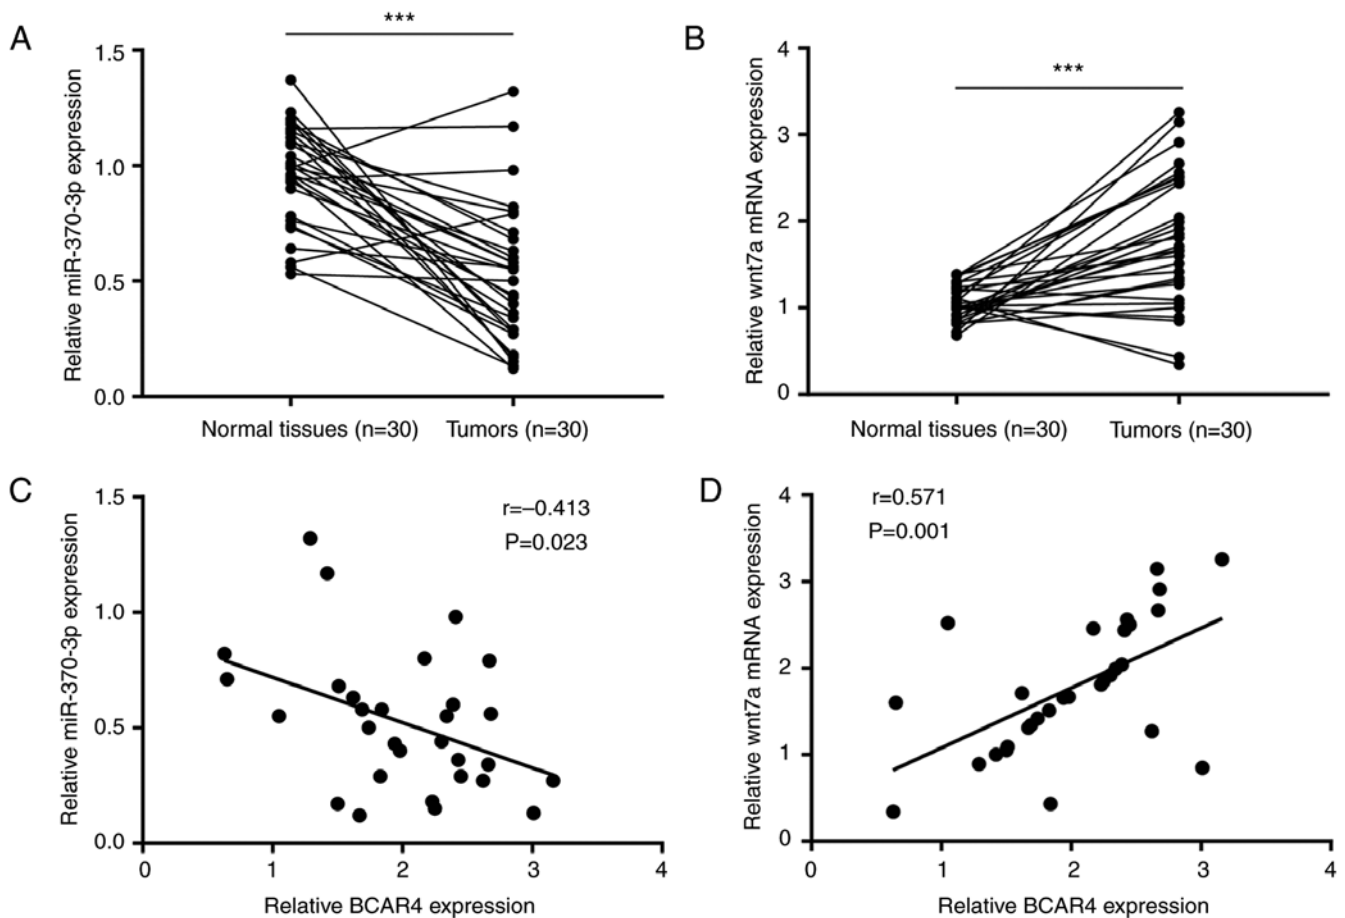 A
***
Relative miR-370-3p expression
1.5
1.0
0.5
0.0
Normal tissues (n=30)
Tumors (n=30)
B
***
Relative wnt7a mRNA expression
4
3
2
1
0
Normal tissues (n=30)
Tumors (n=30)
C
r=−0.413
P=0.023
Relative miR-370-3p expression
1.5
1.0
0.5
0.0
0 1 2 3 4
Relative BCAR4 expression
D
r=0.571
P=0.001
Relative wnt7a mRNA expression
4
3
2
1
0
0 1 2 3 4
Relative BCAR4 expression